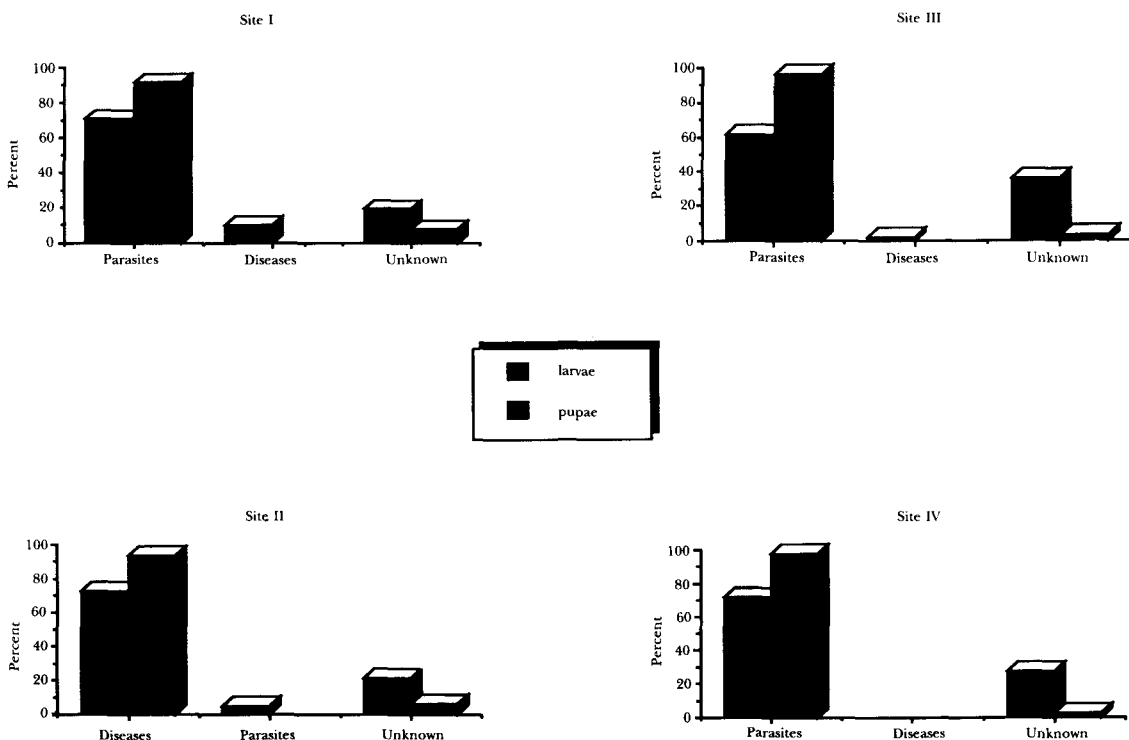 Site I
100
80
60
40
20
0
Percent
Parasites Diseases Unknown
Site III
100
80
60
40
20
0
Percent
Parasites Diseases Unknown
larvae
pupae
Site II
100
80
60
40
20
0
Percent
Diseases Parasites Unknown
Site IV
100
80
60
40
20
0
Percent
Parasites Diseases Unknown